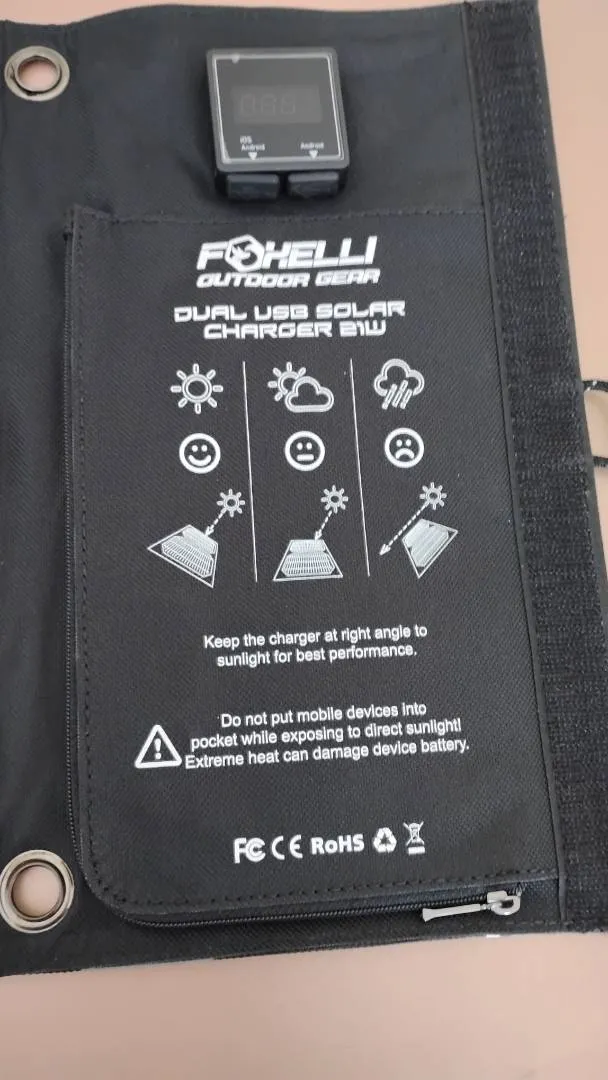 iOS
Android Android
FOXELLI
OUTDOOR GEAR
DUAL USB SOLAR
CHARGER 21W
Keep the charger at right angle to
sunlight for best performance.
Do not put mobile devices into
pocket while exposing to direct sunlight!
Extreme heat can damage device battery.
FC CE RoHS